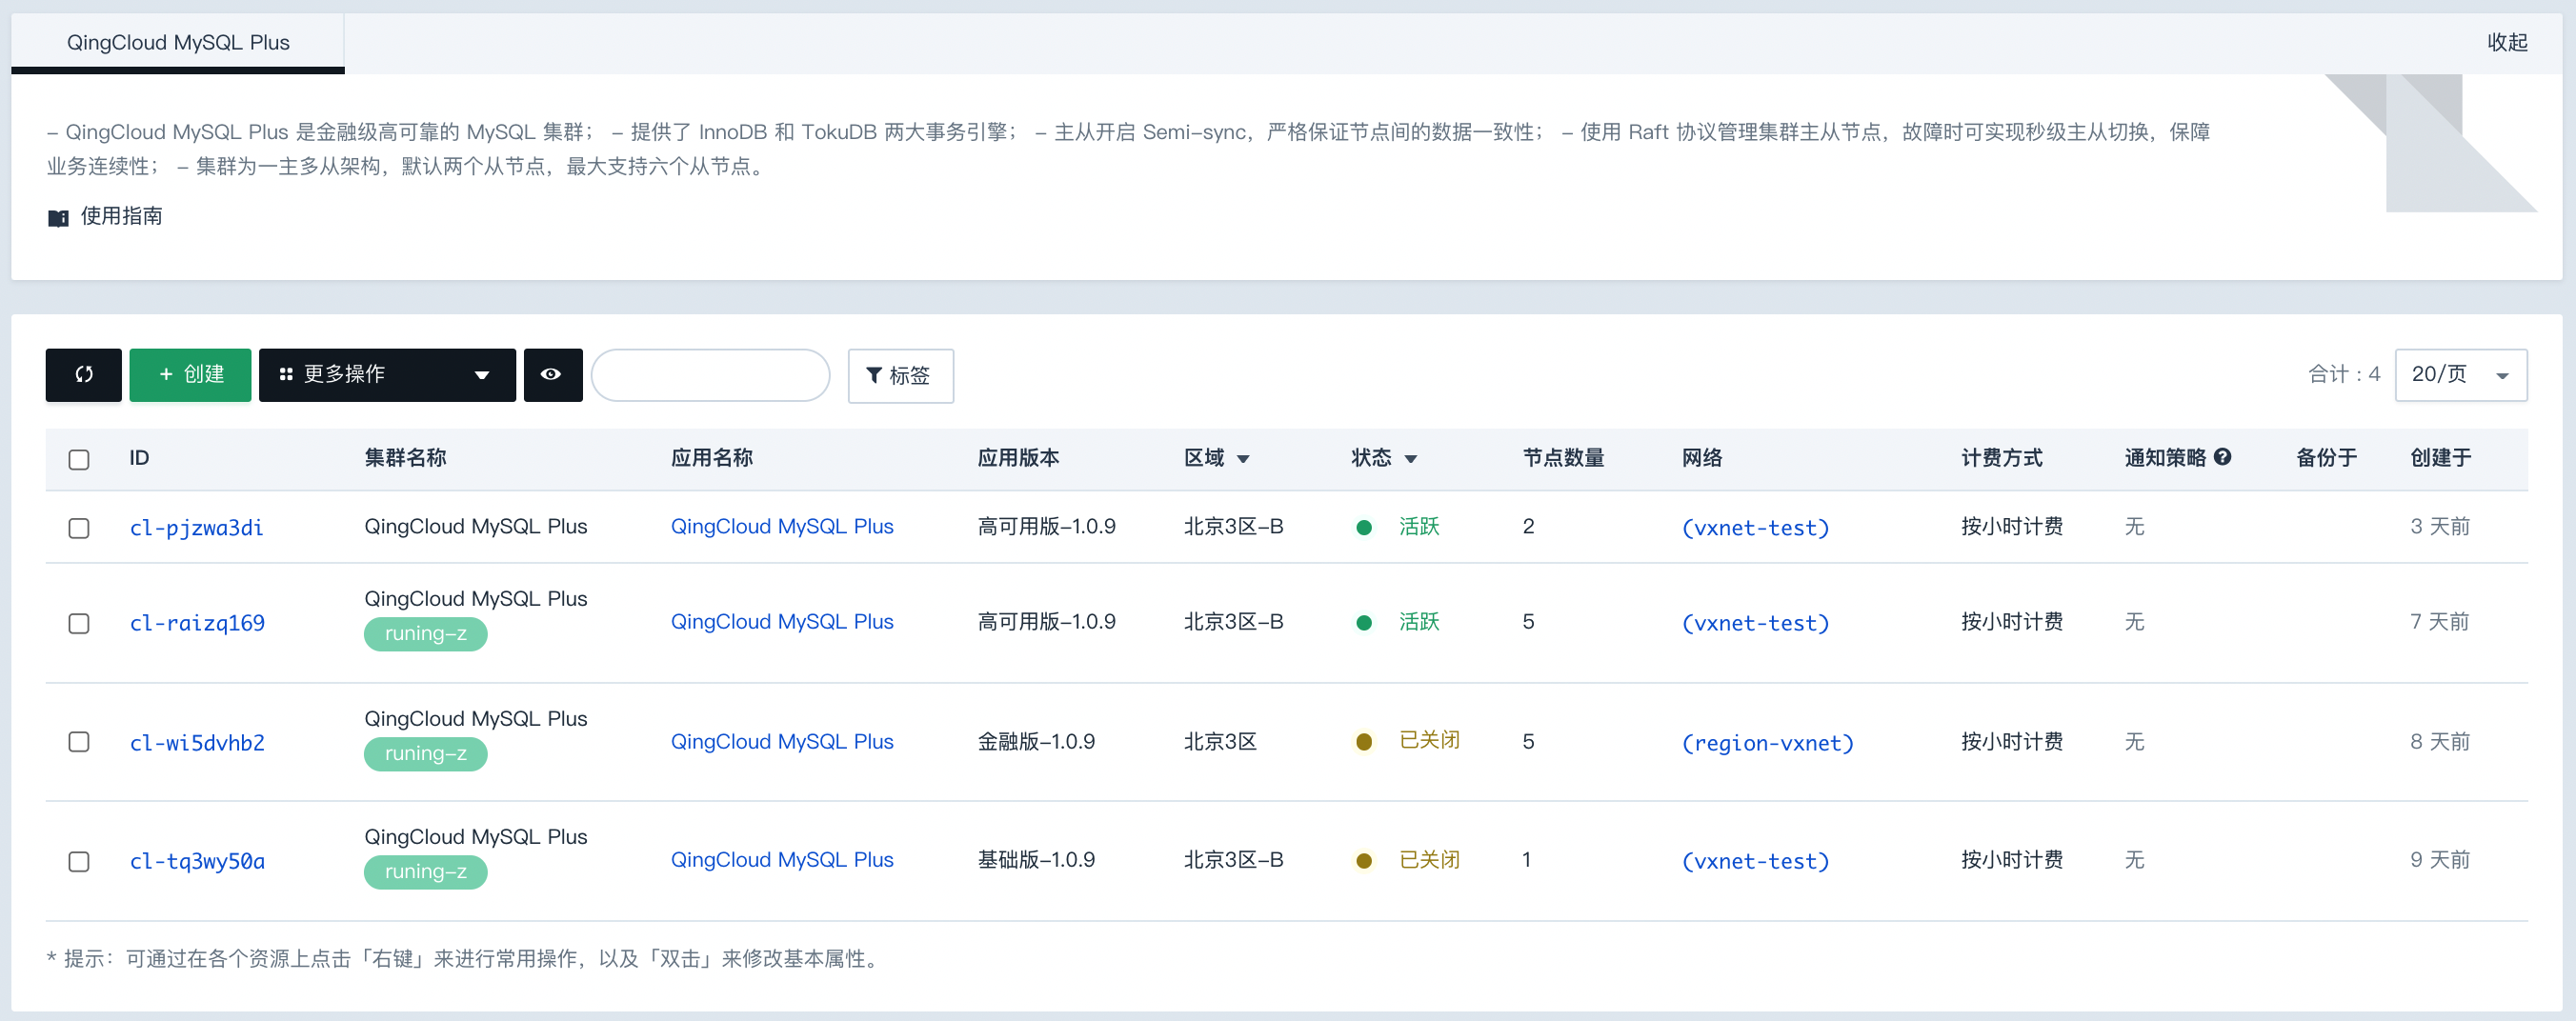 QingCloud MySQL Plus
收起
– QingCloud MySQL Plus 是金融级高可靠的 MySQL 集群； – 提供了 InnoDB 和 TokuDB 两大事务引擎； – 主从开启 Semi-sync，严格保证节点间的数据一致性； – 使用 Raft 协议管理集群主从节点，故障时可实现秒级主从切换，保障
业务连续性； – 集群为一主多从架构，默认两个从节点，最大支持六个从节点。
使用指南
+ 创建 更多操作 标签 合计：4 20/页
ID 集群名称 应用名称 应用版本 区域 状态 节点数量 网络 计费方式 通知策略 备份于 创建于
cl-pjzwa3di QingCloud MySQL Plus QingCloud MySQL Plus 高可用版-1.0.9 北京3区-B 活跃 2 (vxnet-test) 按小时计费 无 3 天前
cl-raizq169 QingCloud MySQL Plus QingCloud MySQL Plus 高可用版-1.0.9 北京3区-B 活跃 5 (vxnet-test) 按小时计费 无 7 天前
runing-z
cl-wi5dvhb2 QingCloud MySQL Plus QingCloud MySQL Plus 金融版-1.0.9 北京3区 已关闭 5 (region-vxnet) 按小时计费 无 8 天前
runing-z
cl-tq3wy50a QingCloud MySQL Plus QingCloud MySQL Plus 基础版-1.0.9 北京3区-B 已关闭 1 (vxnet-test) 按小时计费 无 9 天前
runing-z
* 提示：可通过在各个资源上点击「右键」来进行常用操作，以及「双击」来修改基本属性。